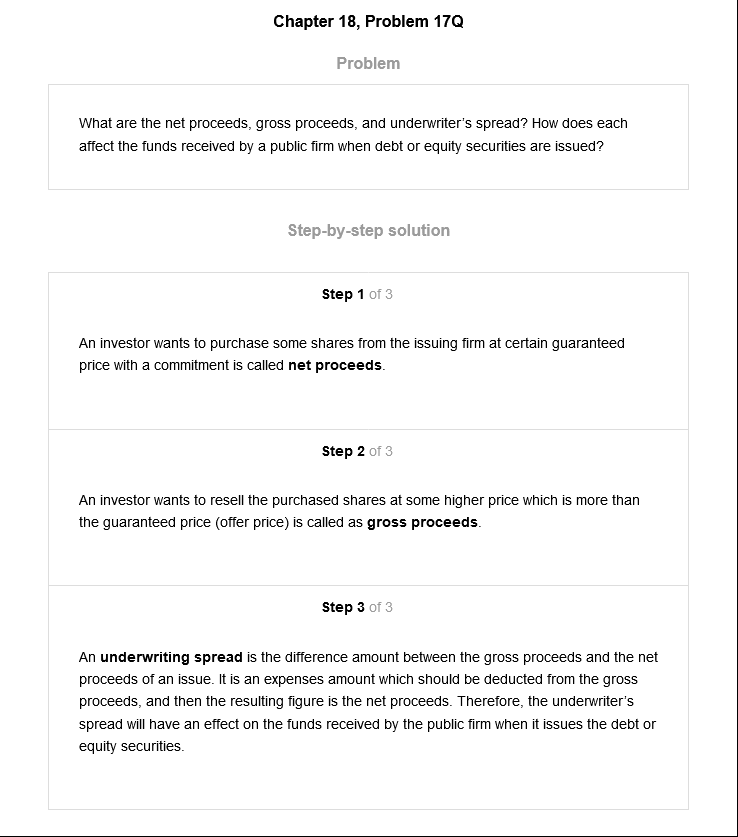 Chapter 18, Problem 17Q
Problem
What are the net proceeds, gross proceeds, and underwriter's spread? How does each
affect the funds received by a public firm when debt or equity securities are issued?
Step-by-step solution
Step 1 of 3
An investor wants to purchase some shares from the issuing firm at certain guaranteed
price with a commitment is called net proceeds.
Step 2 of 3
An investor wants to resell the purchased shares at some higher price which is more than
the guaranteed price (offer price) is called as gross proceeds.
Step 3 of 3
An underwriting spread is the difference amount between the gross proceeds and the net
proceeds of an issue. It is an expenses amount which should be deducted from the gross
proceeds, and then the resulting figure is the net proceeds. Therefore, the underwriter's
spread will have an effect on the funds received by the public firm when it issues the debt or
equity securities.